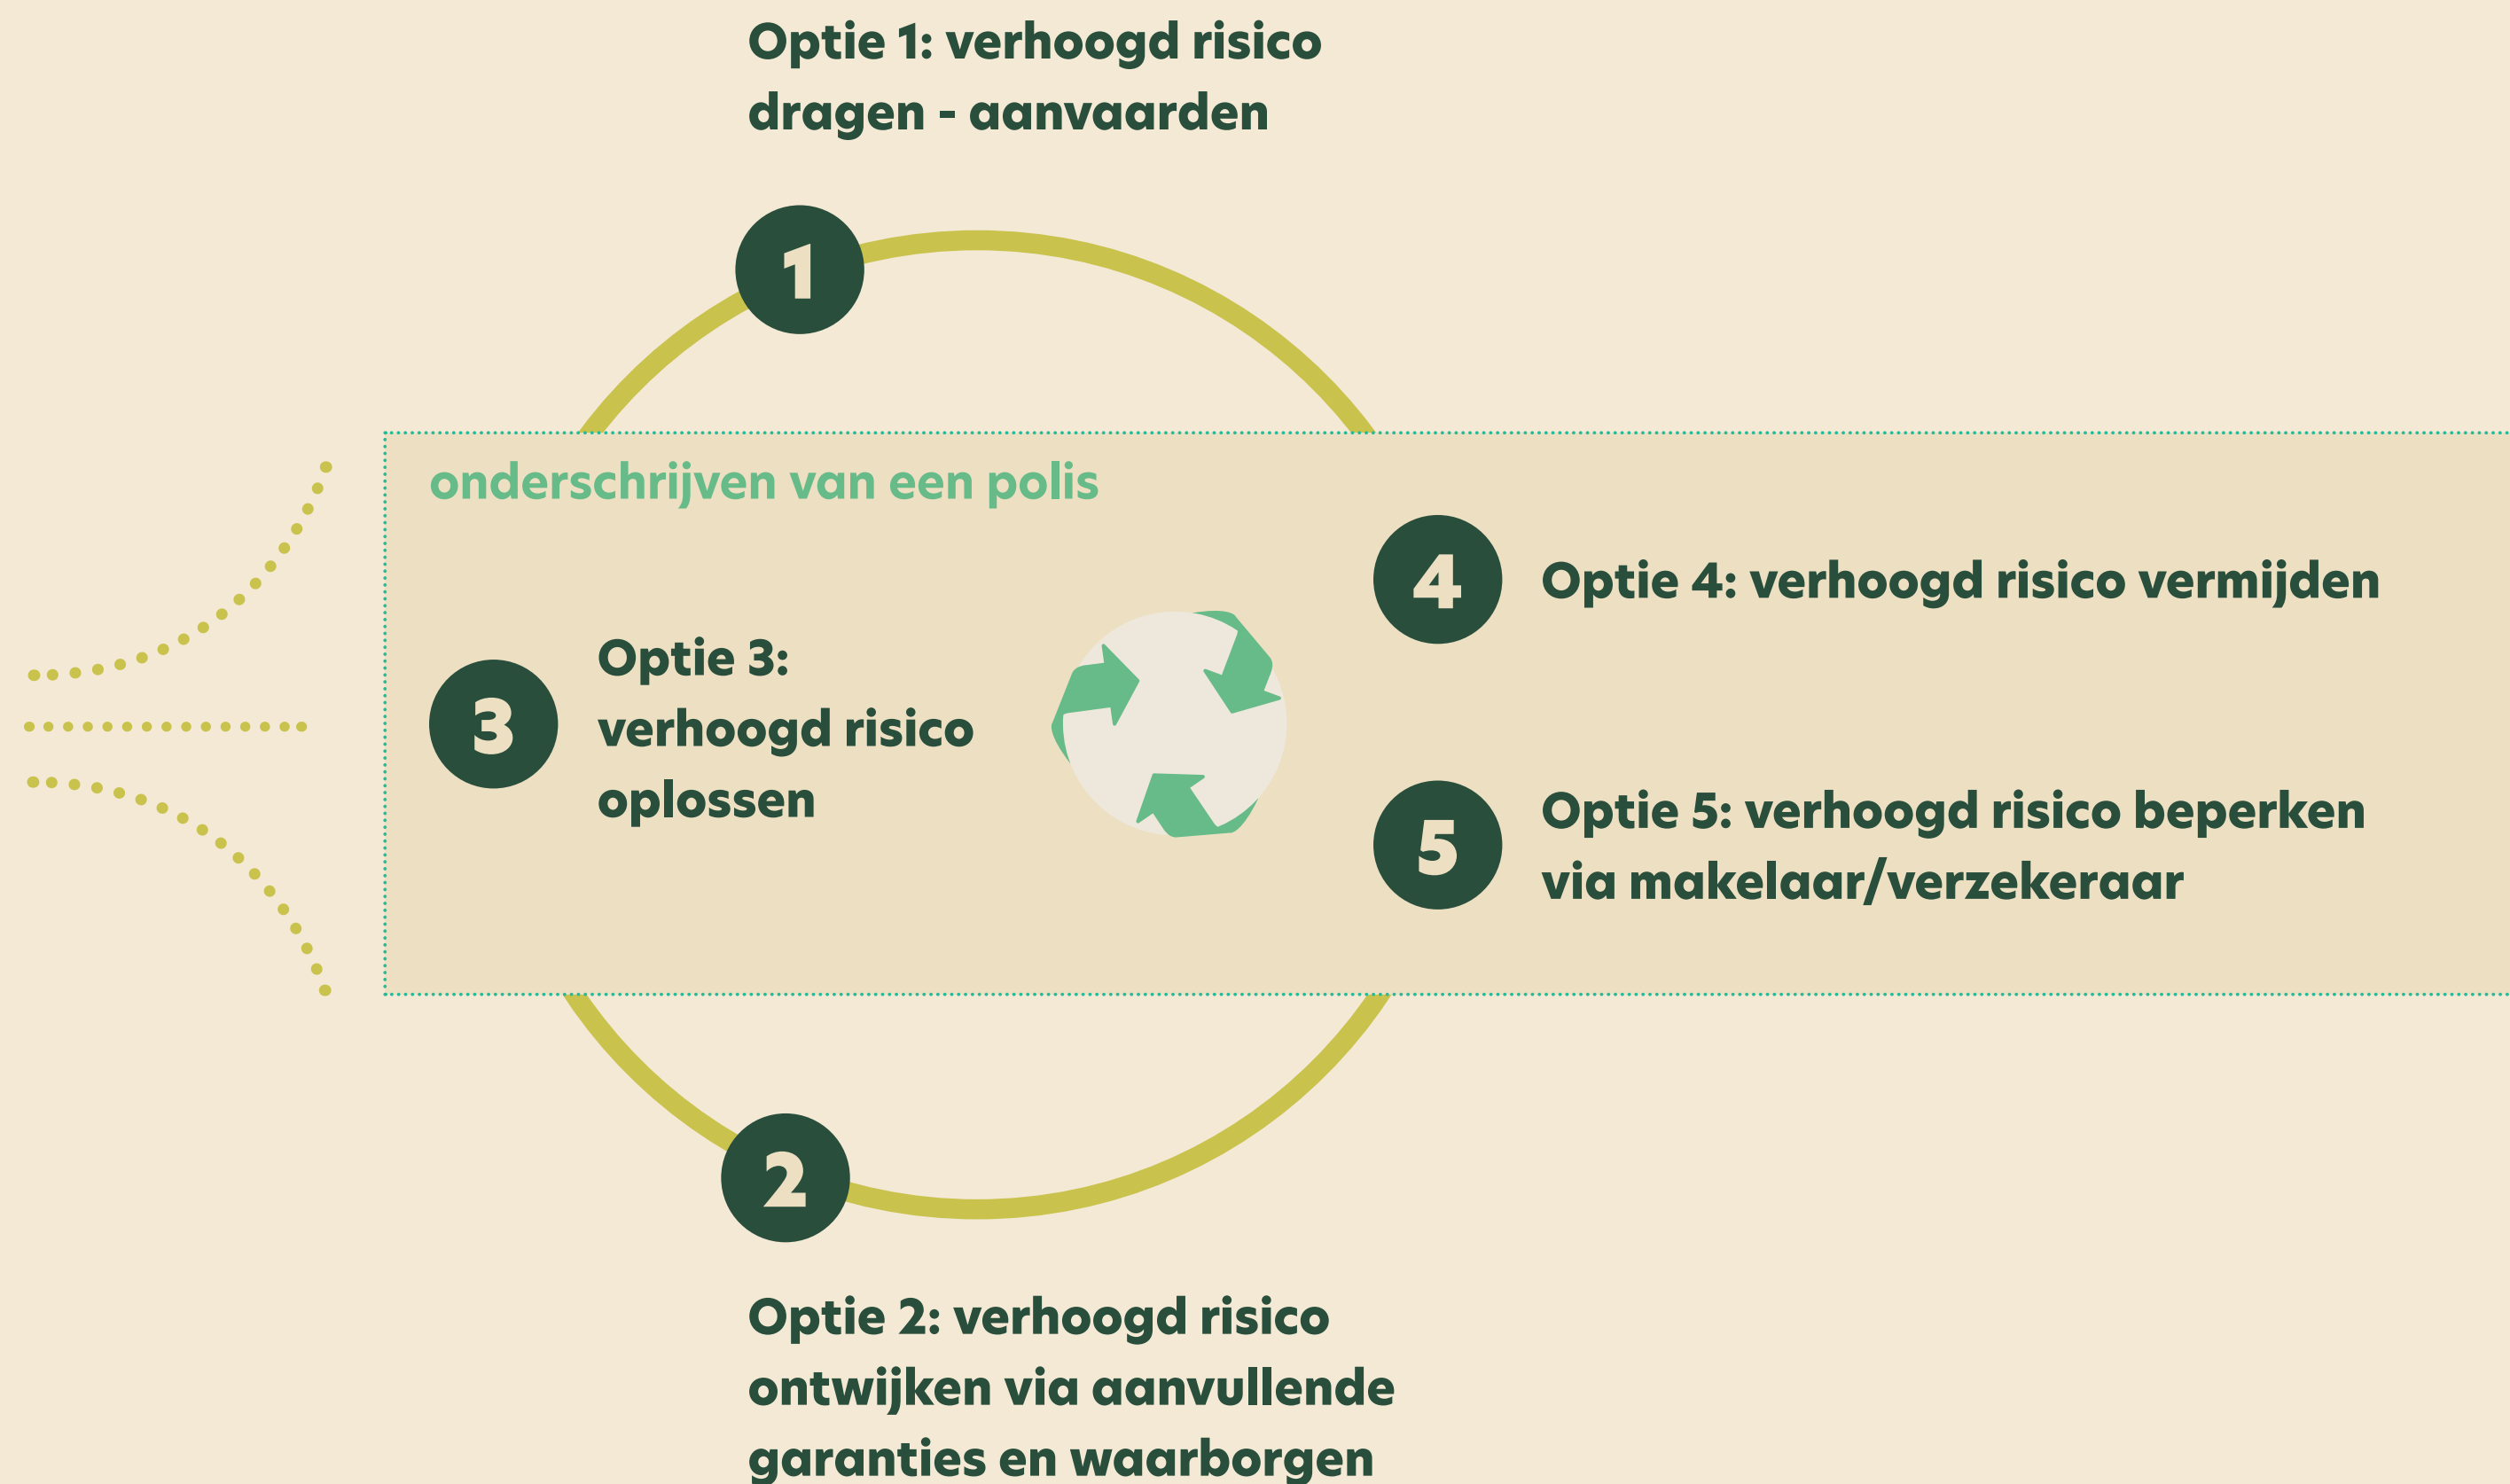 Optie 1: verhoogd risico
dragen - aanvaarden
1
onderschrijven van een polis
3
Optie 3:
verhoogd risico
oplossen
4
Optie 4: verhoogd risico vermijden
5
Optie 5: verhoogd risico beperken
via makelaar/verzekeraar
2
Optie 2: verhoogd risico
ontwijken via aanvullende
garanties en waarborgen